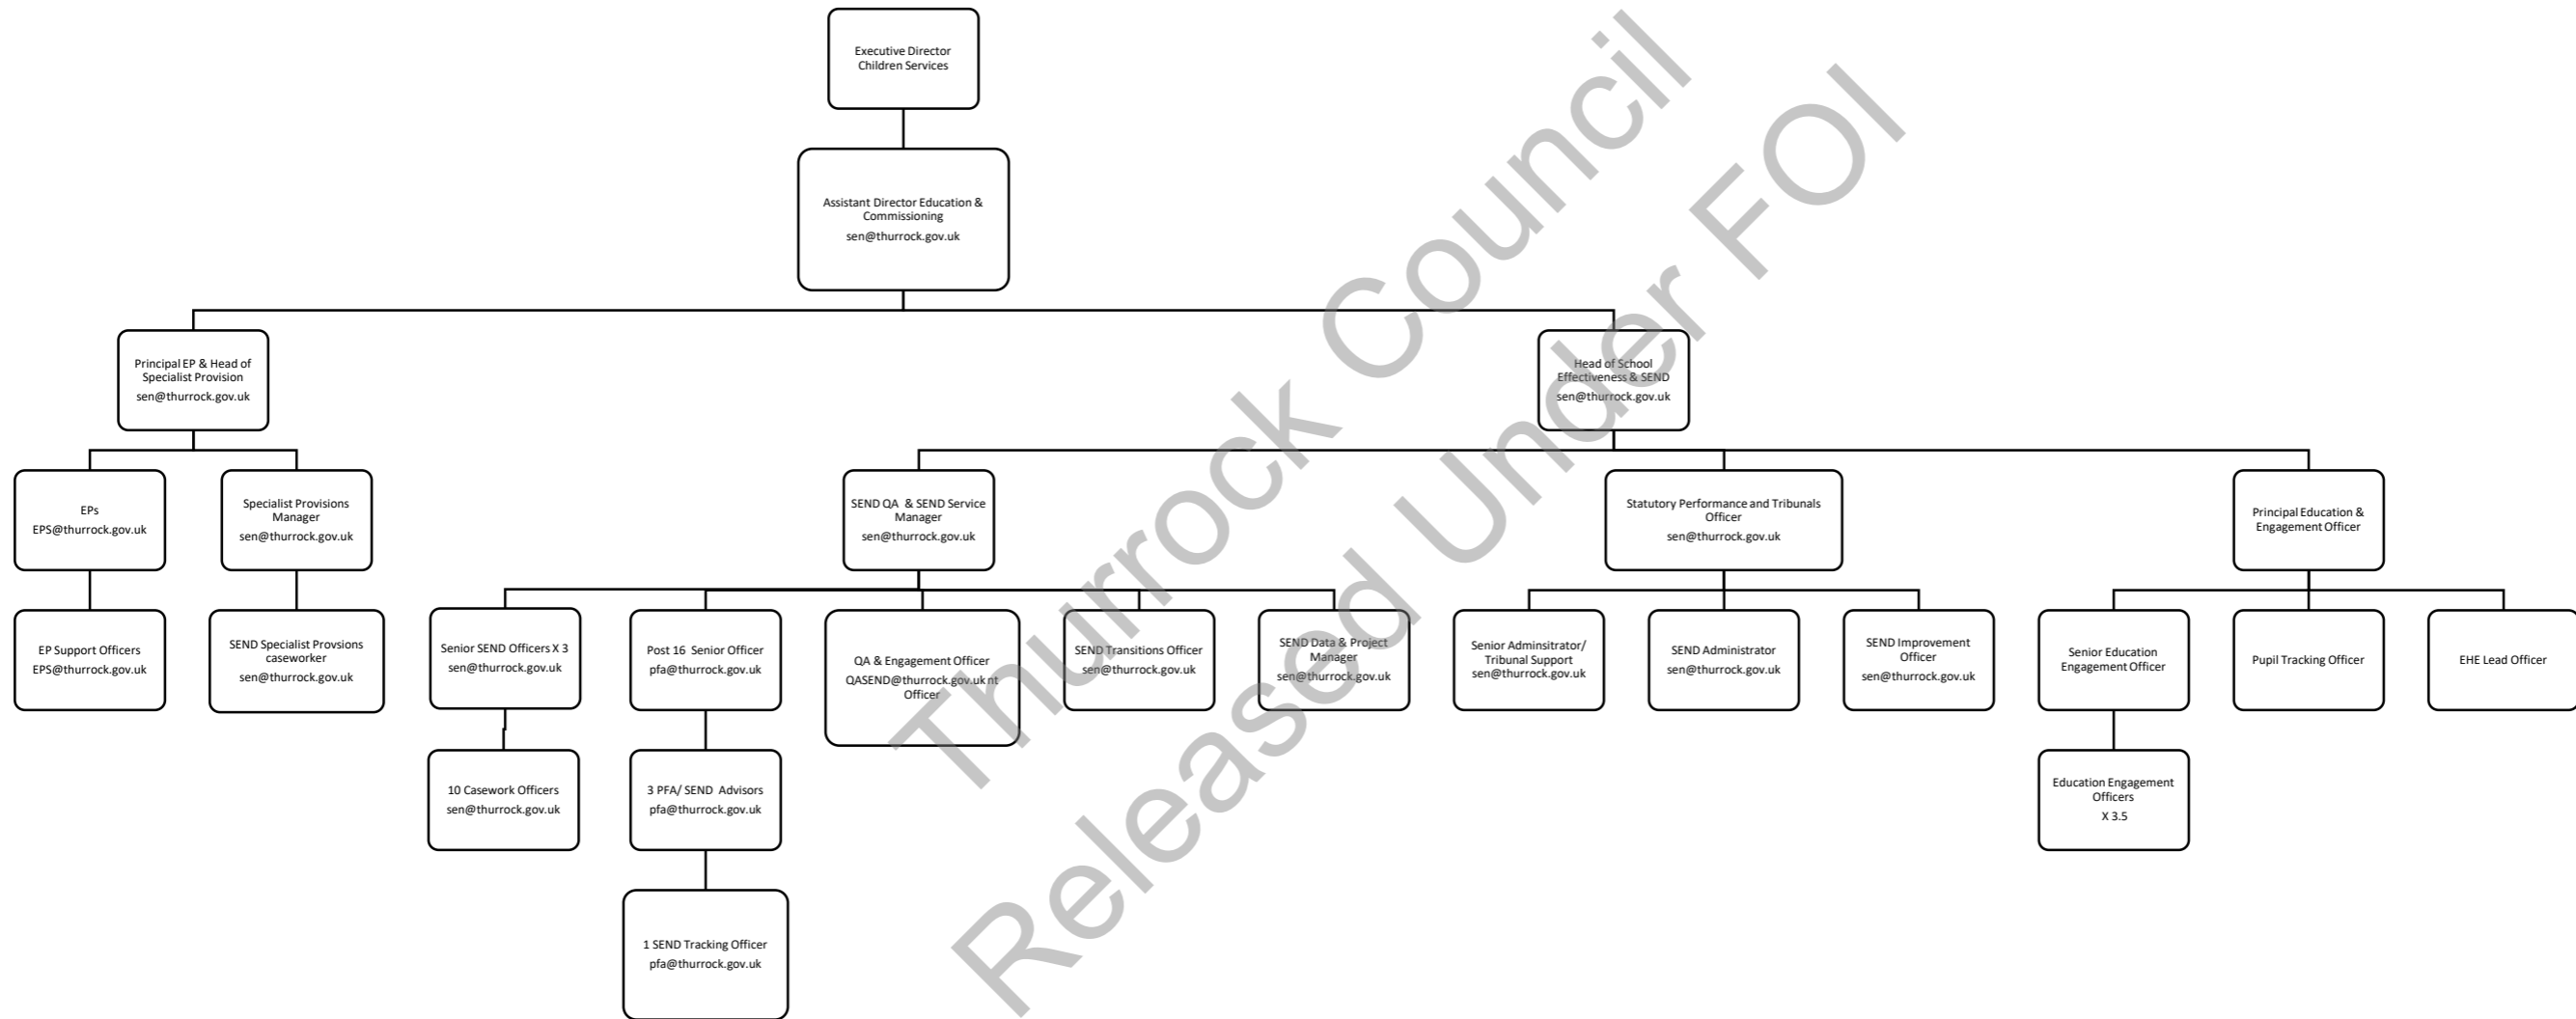 Executive Director
Children Services
Assistant Director Education &
Commissioning
sen@thurrock.gov.uk
Principal EP & Head of
Specialist Provision
sen@thurrock.gov.uk
Head of School
Effectiveness & SEND
sen@thurrock.gov.uk
EPs
EPS@thurrock.gov.uk
Specialist Provisions
Manager
sen@thurrock.gov.uk
SEND QA & SEND Service
Manager
sen@thurrock.gov.uk
Statutory Performance and Tribunals
Officer
sen@thurrock.gov.uk
Principal Education &
Engagement Officer
EP Support Officers
EPS@thurrock.gov.uk
SEND Specialist Provsions
caseworker
sen@thurrock.gov.uk
Senior SEND Officers X 3
sen@thurrock.gov.uk
Post 16 Senior Officer
pfa@thurrock.gov.uk
QA & Engagement Officer
QASEND@thurrock.gov.uk nt
Officer
SEND Transitions Officer
sen@thurrock.gov.uk
SEND Data & Project
Manager
sen@thurrock.gov.uk
Senior Adminsitrator/
Tribunal Support
sen@thurrock.gov.uk
SEND Administrator
sen@thurrock.gov.uk
SEND Improvement
Officer
sen@thurrock.gov.uk
Senior Education
Engagement Officer
Pupil Tracking Officer
EHE Lead Officer
10 Casework Officers
sen@thurrock.gov.uk
3 PFA/ SEND Advisors
pfa@thurrock.gov.uk
Education Engagement
Officers
X 3.5
1 SEND Tracking Officer
pfa@thurrock.gov.uk
Thurrock Council
Released Under FOI